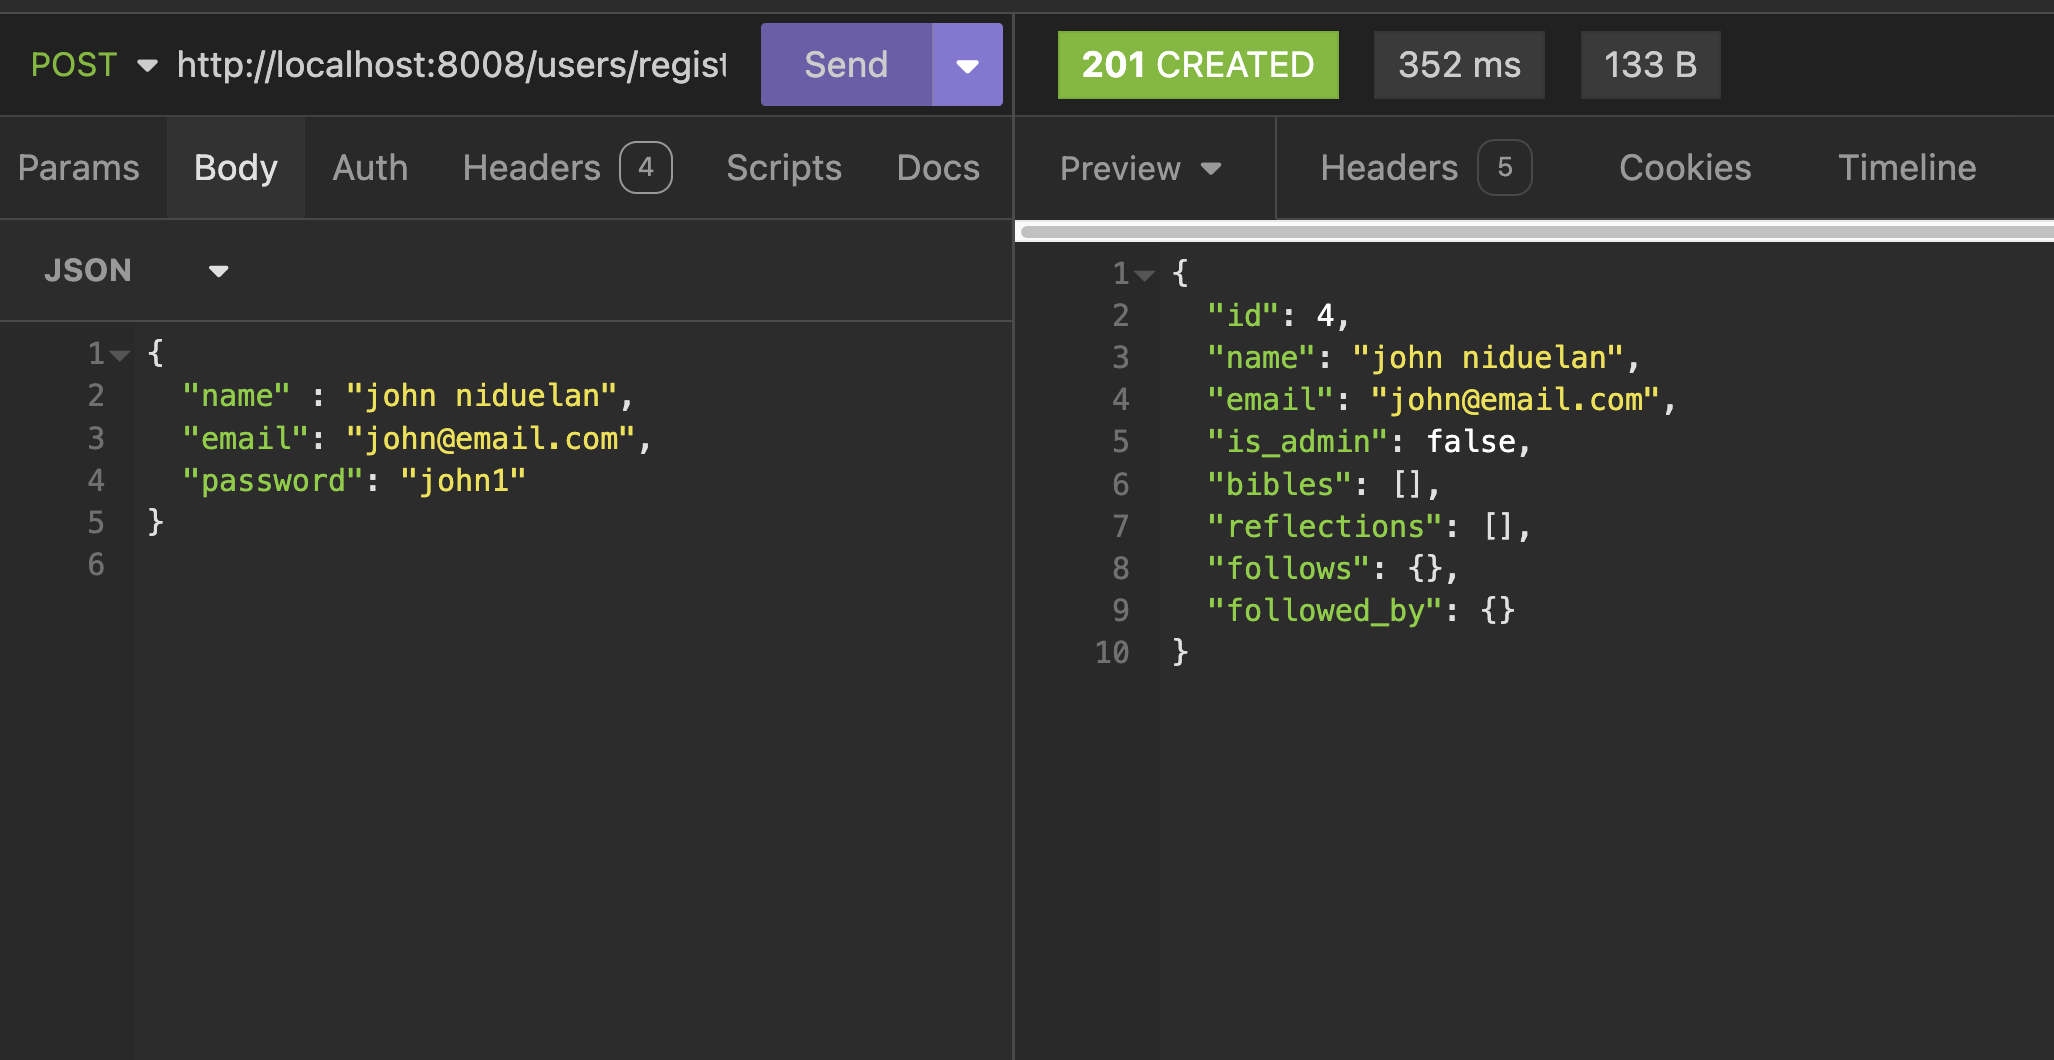 POST http://localhost:8008/users/regist Send
201 CREATED 352 ms 133 B
Params Body Auth Headers 4 Scripts Docs
Preview Headers 5 Cookies Timeline
JSON
1 {
2 "name" : "john niduelan",
3 "email": "john@email.com",
4 "password": "john1"
5 }
6
1 {
2 "id": 4,
3 "name": "john niduelan",
4 "email": "john@email.com",
5 "is_admin": false,
6 "bibles": [],
7 "reflections": [],
8 "follows": {},
9 "followed_by": {}
10 }